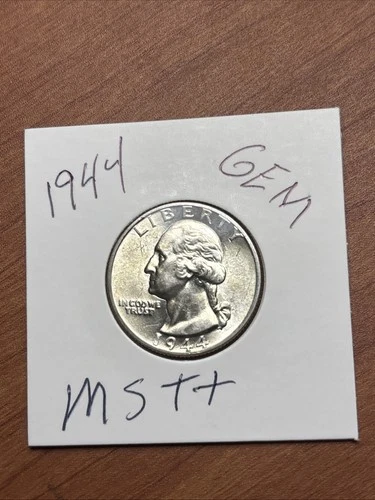 1944
GEM
LIBERTY
IN GOD WE
TRUST
1944
MS++